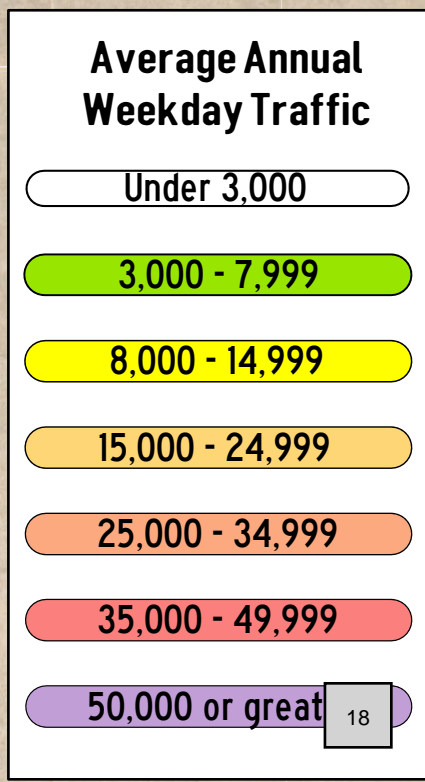 Average Annual
Weekday Traffic
Under 3,000
3,000 - 7,999
8,000 - 14,999
15,000 - 24,999
25,000 - 34,999
35,000 - 49,999
50,000 or great
18